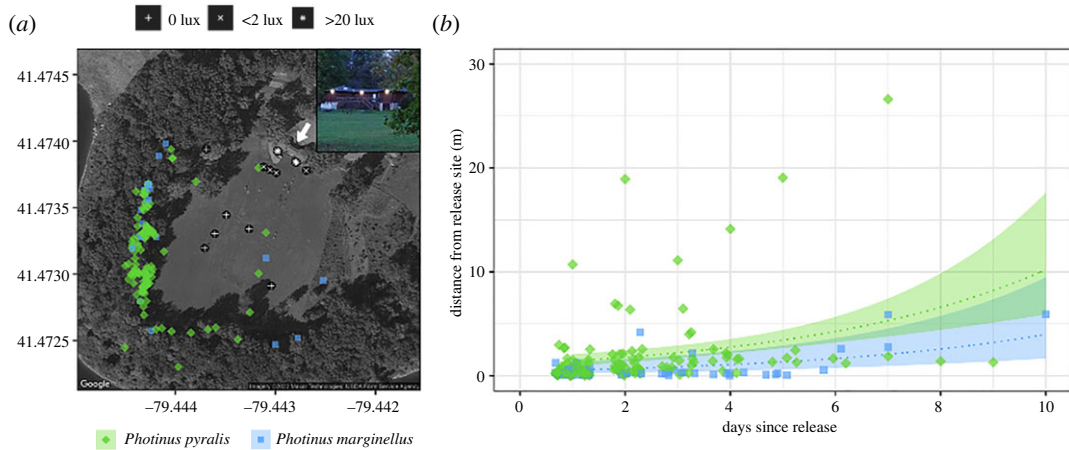 (a)
0 lux
<2 lux
>20 lux
41.4745
41.4740
41.4735
41.4730
41.4725
Google
–79.444
–79.443
–79.442
Photinus pyralis
Photinus marginellus
(b)
distance from release site (m)
30
20
10
0
0
2
4
6
8
10
days since release